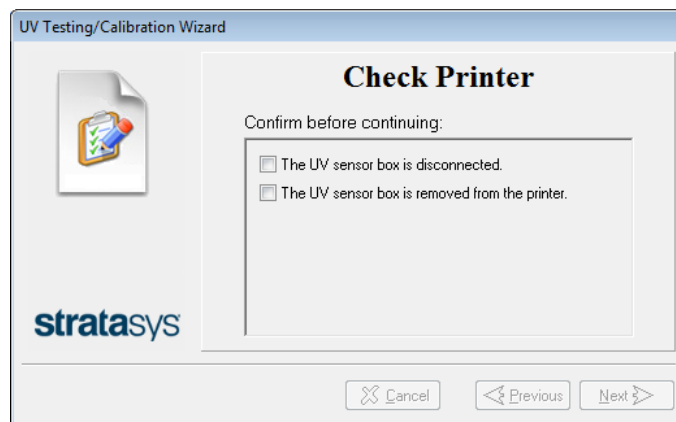 UV Testing/Calibration Wizard
Check Printer
Confirm before continuing:
The UV sensor box is disconnected.
The UV sensor box is removed from the printer.
stratasys
Cancel
Previous
Next